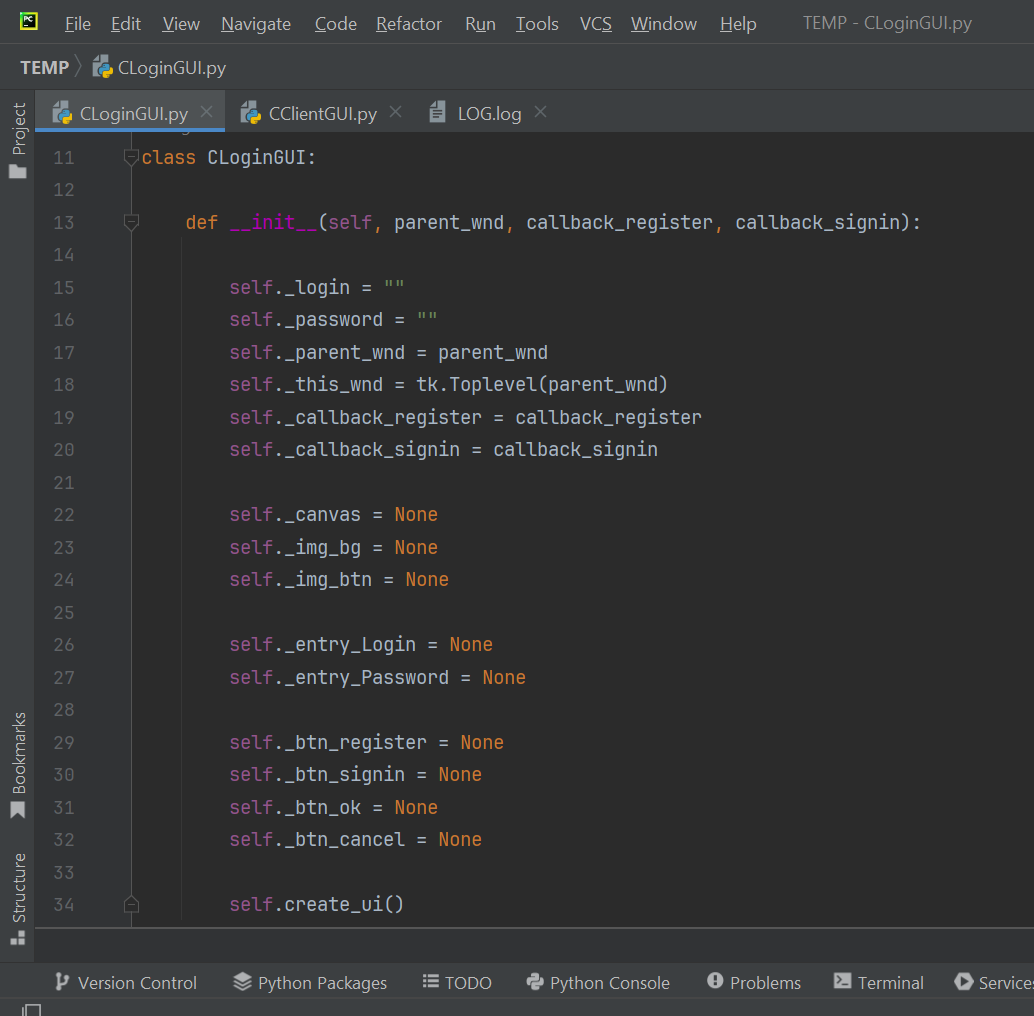 PC
File Edit View Navigate Code Refactor Run Tools VCS Window Help TEMP - CLoginGUI.py
TEMP CLoginGUI.py
CLoginGUI.py CClientGUI.py LOG.log
Project
Bookmarks
Structure
11 class CLoginGUI:
12
13 def __init__(self, parent_wnd, callback_register, callback_signin):
14
15 self._login = ""
16 self._password = ""
17 self._parent_wnd = parent_wnd
18 self._this_wnd = tk.Toplevel(parent_wnd)
19 self._callback_register = callback_register
20 self._callback_signin = callback_signin
21
22 self._canvas = None
23 self._img_bg = None
24 self._img_btn = None
25
26 self._entry_Login = None
27 self._entry_Password = None
28
29 self._btn_register = None
30 self._btn_signin = None
31 self._btn_ok = None
32 self._btn_cancel = None
33
34 self.create_ui()
Version Control Python Packages TODO Python Console Problems Terminal Service